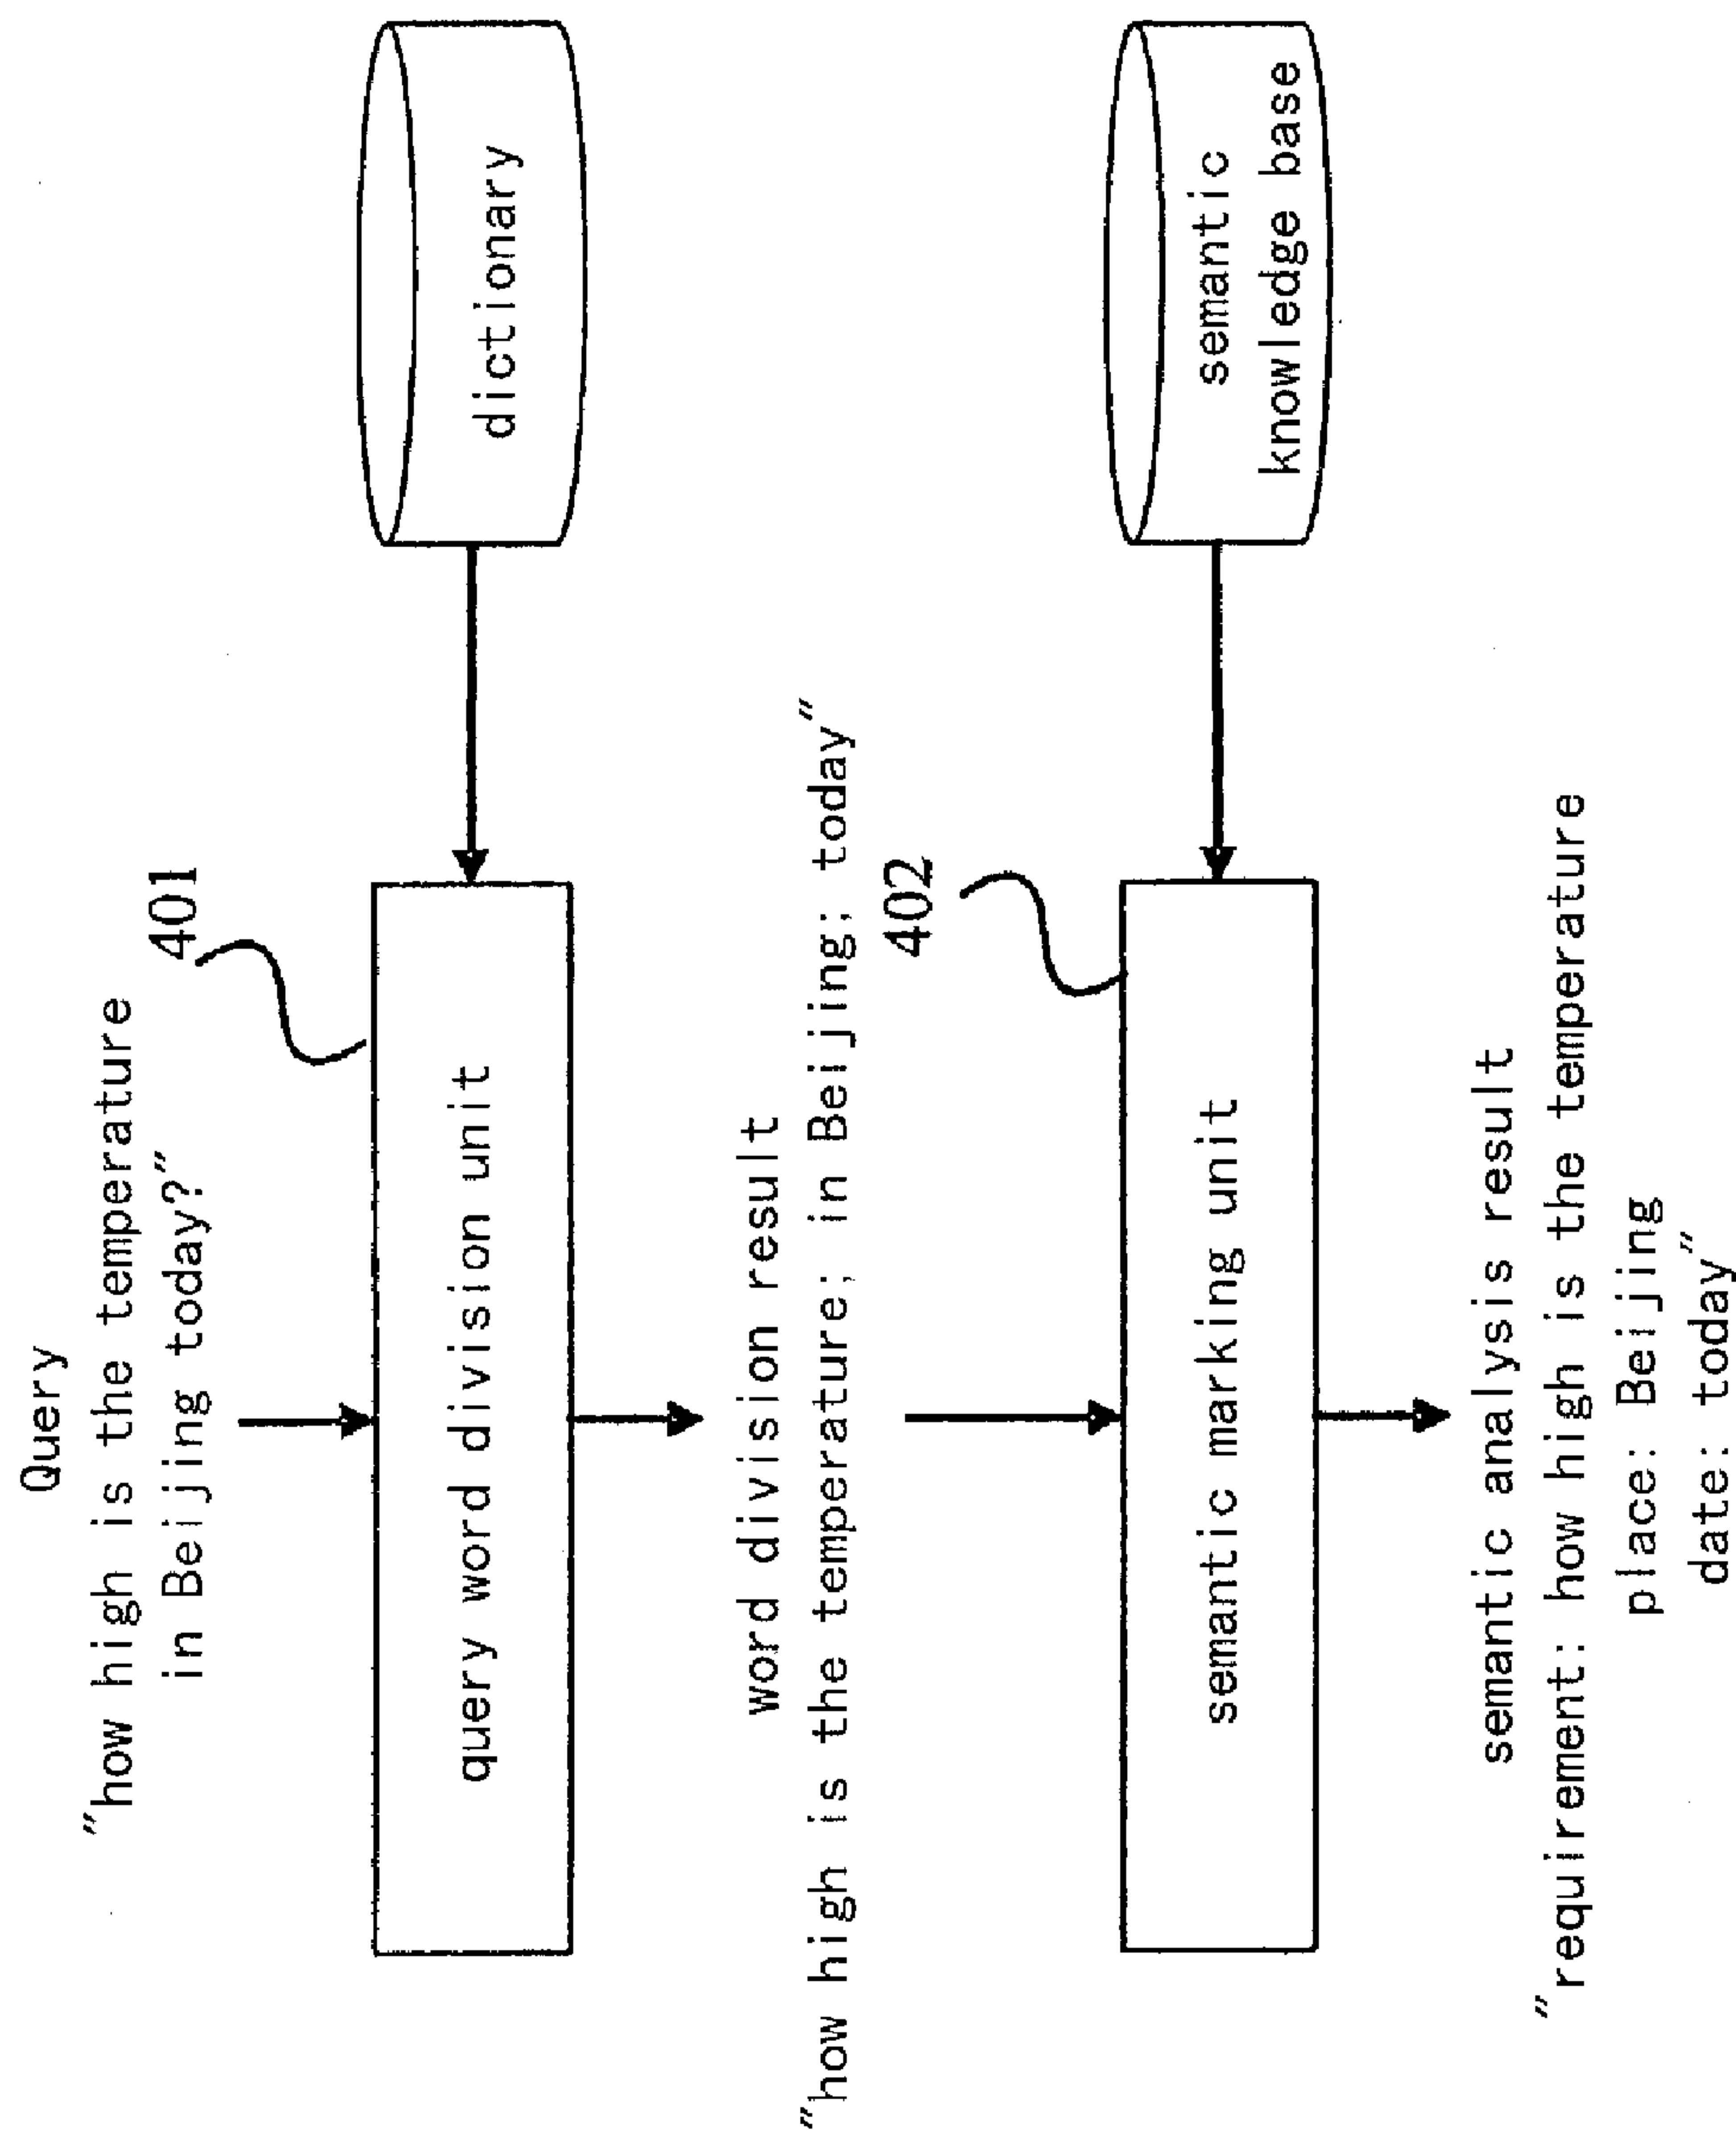 Query
"how high is the temperature
in Beijing today?"
401
query word division unit
dictionary
word division result
"how high is the temperature; in Beijing; today"
402
semantic marking unit
semantic
knowledge base
semantic analysis result
"requirement: how high is the temperature
place: Beijing
date: today"